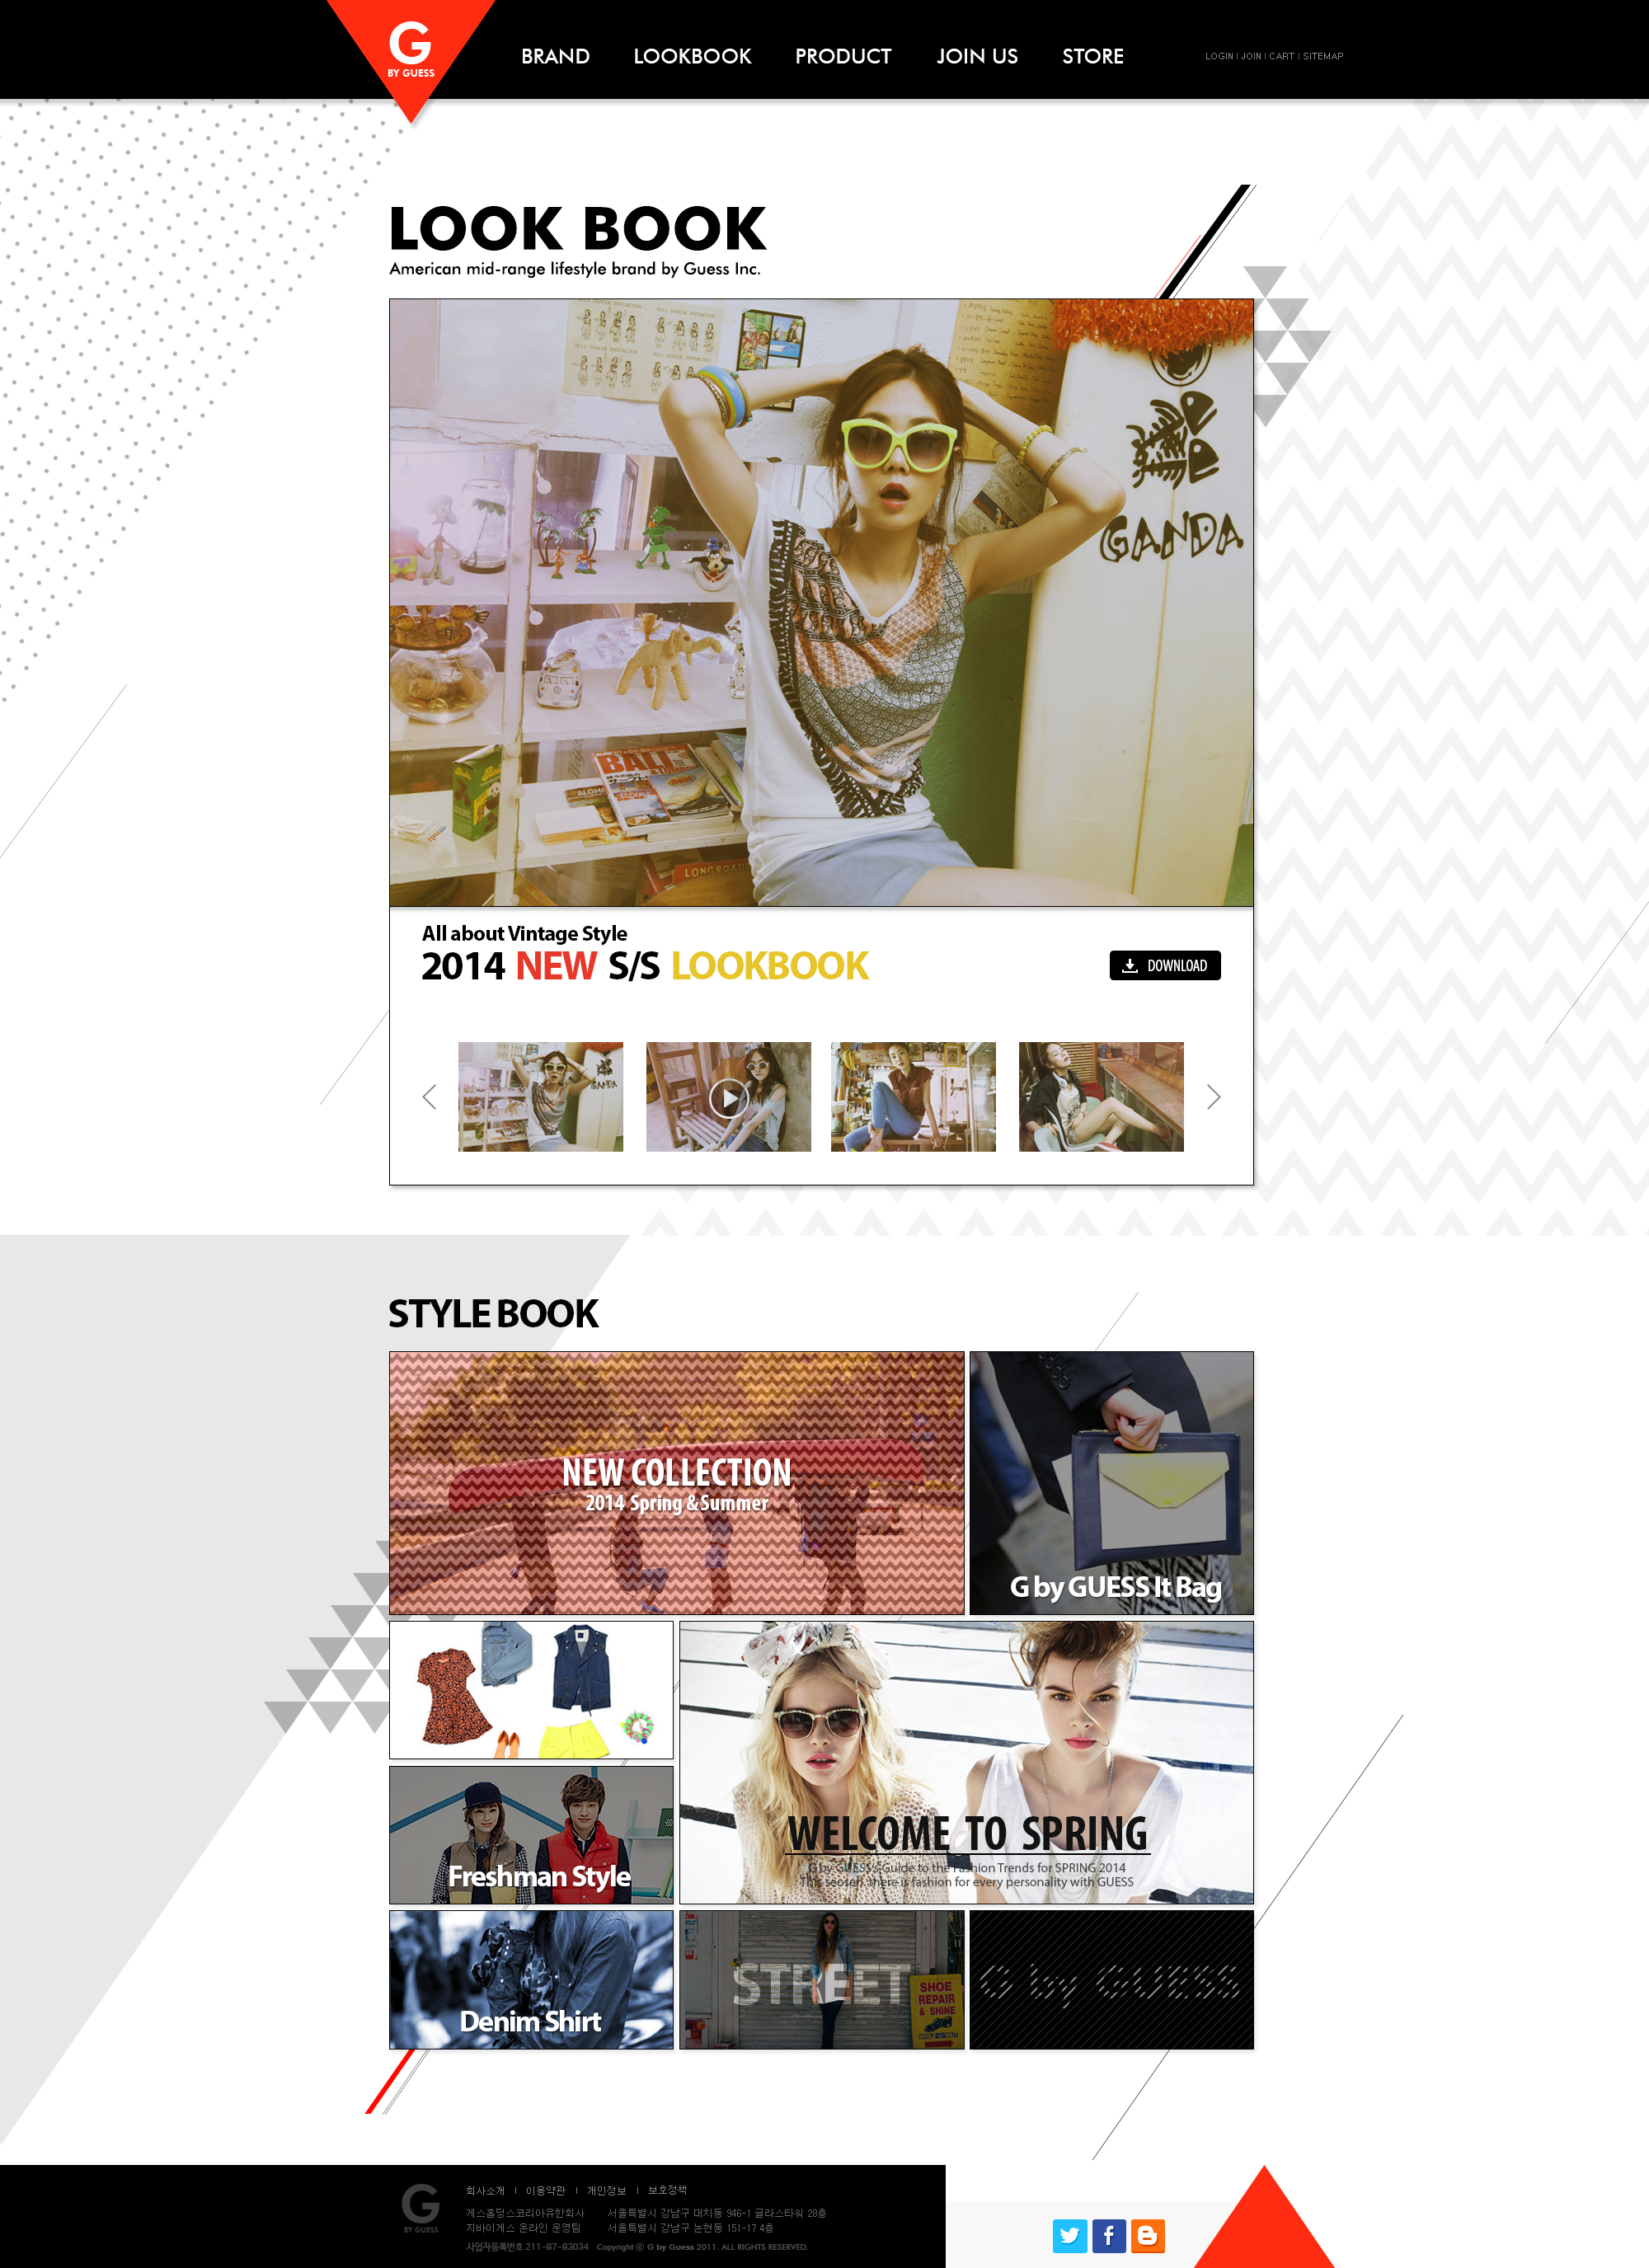 G
BY GUESS
BRAND LOOKBOOK PRODUCT JOIN US STORE
LOGIN | JOIN | CART | SITEMAP
LOOK BOOK
American mid-range lifestyle brand by Guess Inc.
GANDA
BALI
LONGBOARD
All about Vintage Style
2014 NEW S/S LOOKBOOK
DOWNLOAD
GANDA
STYLE BOOK
NEW COLLECTION
2014 Spring & Summer
G by GUESS It Bag
WELCOME TO SPRING
G by GUESS's Guide to the Fashion Trends for SPRING 2014
This seosen, there is fashion for every personality with GUESS
Freshman Style
Denim Shirt
STREET
SHOE
REPAIR
& SHINE
WHILE-U-WAIT
G by GUESS
G
BY GUESS
회사소개 | 이용약관 | 개인정보 | 보호정책
게스홀딩스코리아유한회사 서울특별시 강남구 대치동 946-1 글라스타워 28층
지바이게스 온라인 운영팀 서울특별시 강남구 논현동 151-17 4층
사업자등록번호.211-87-83034 Copyright ⓒ G by Guess 2011. ALL RIGHTS RESERVED.